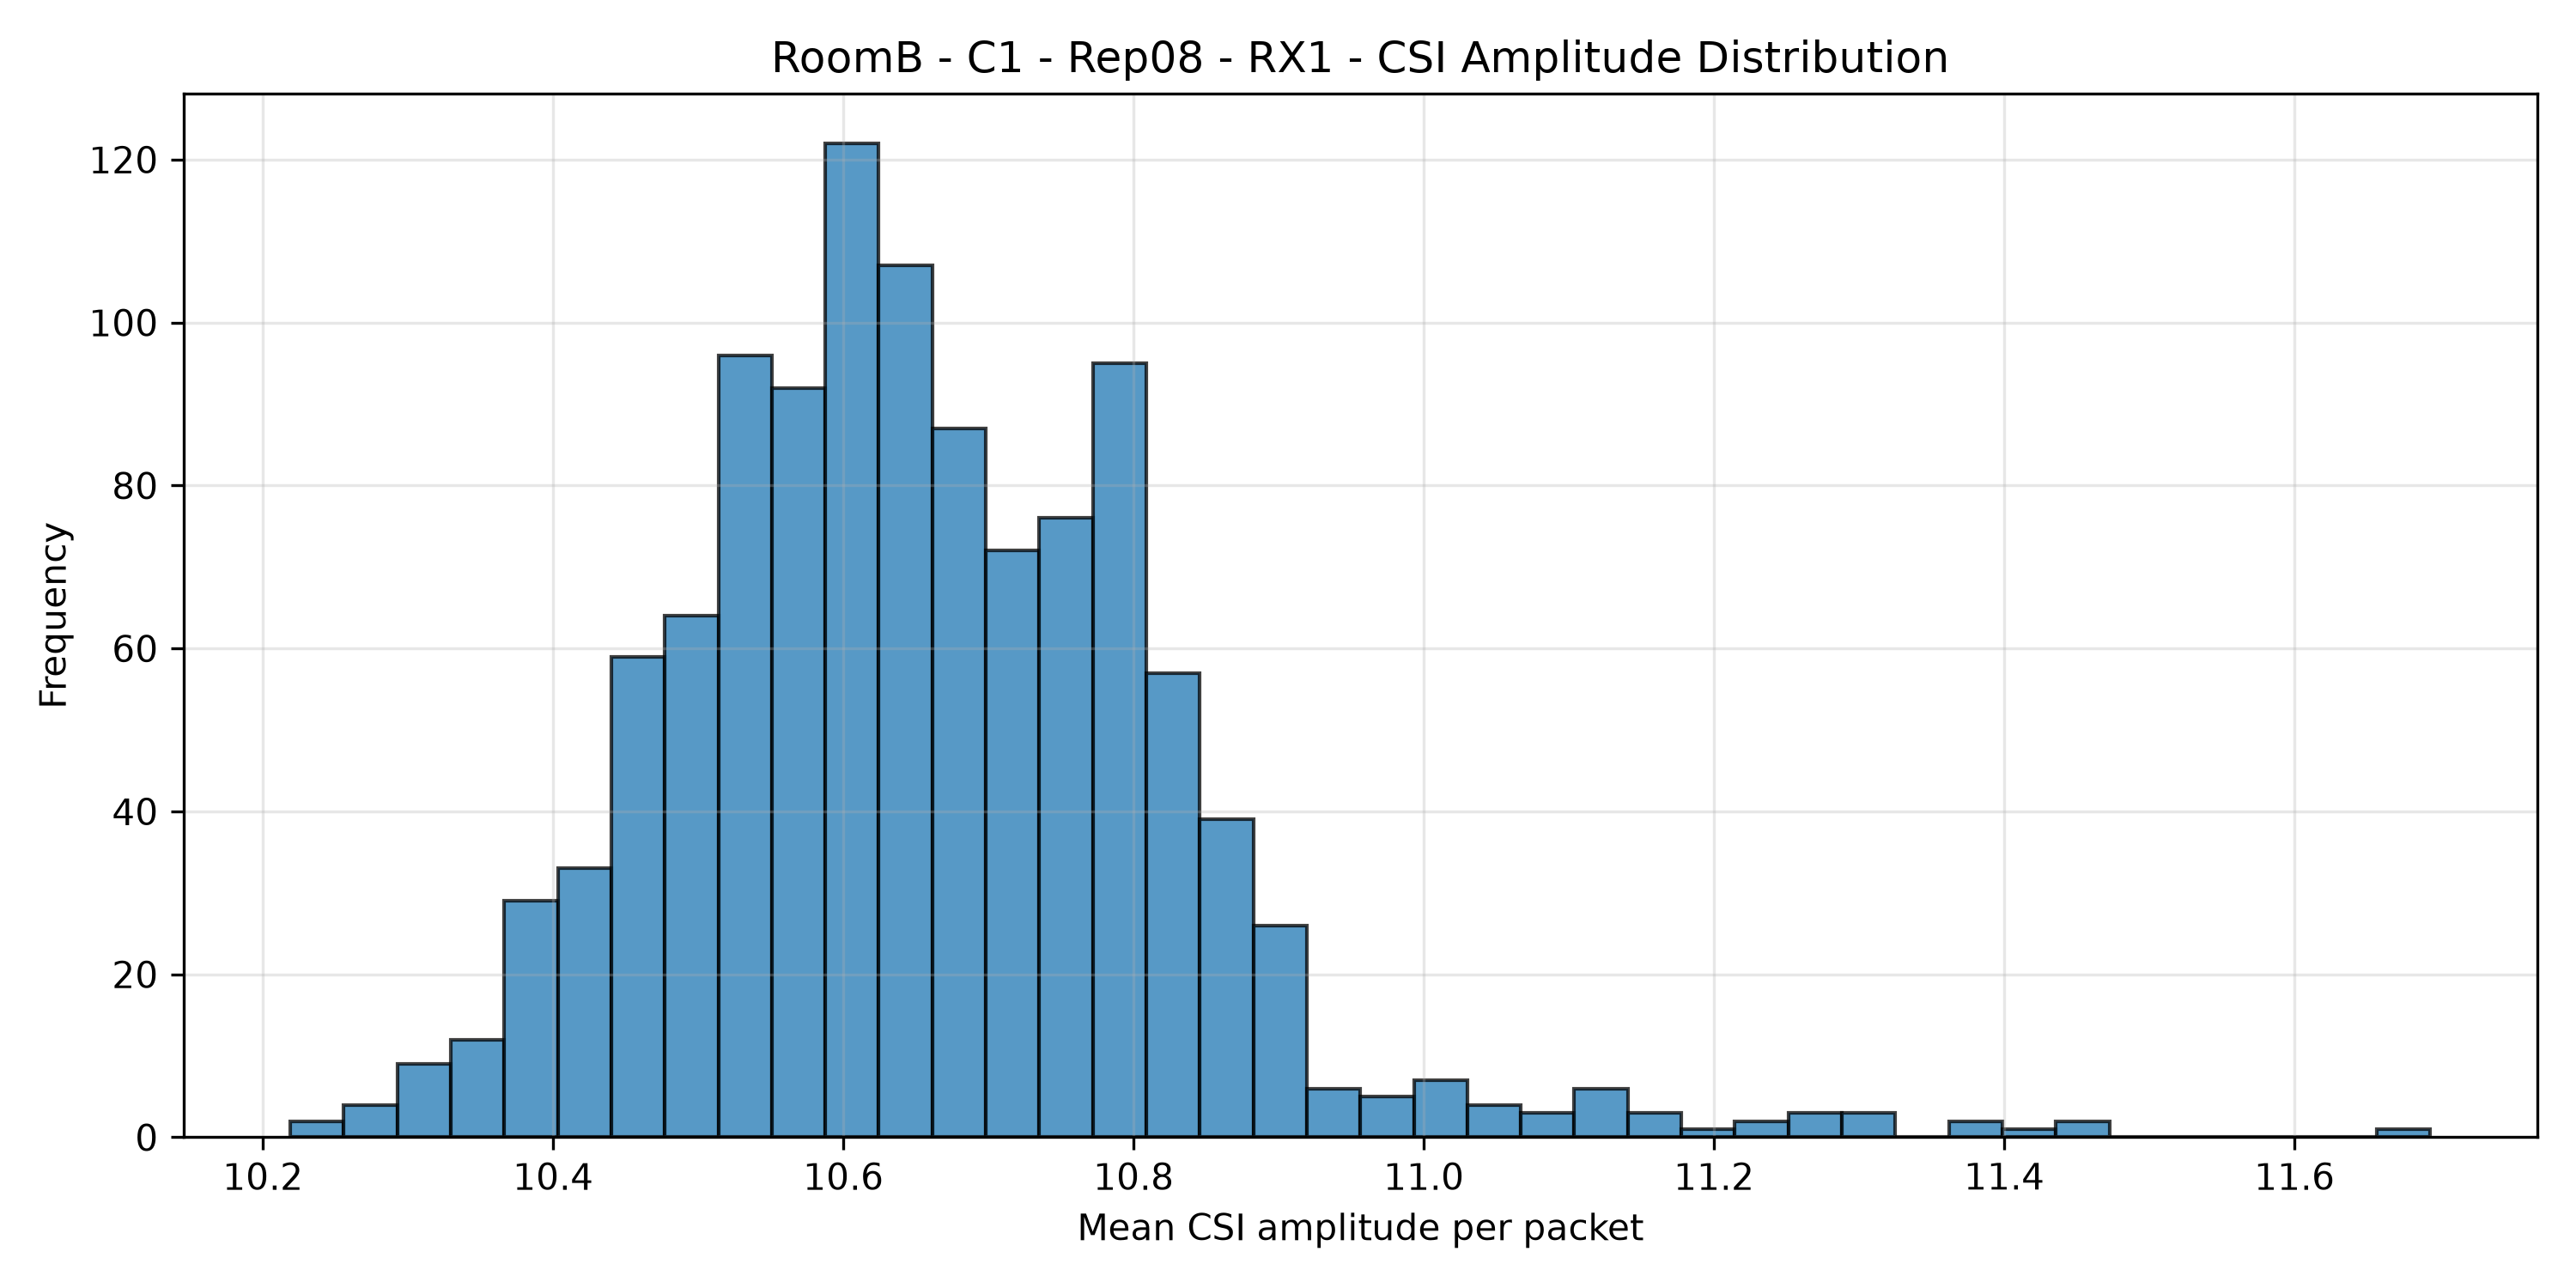 RoomB - C1 - Rep08 - RX1 - CSI Amplitude Distribution
Frequency
120
100
80
60
40
20
0
10.2 10.4 10.6 10.8 11.0 11.2 11.4 11.6
Mean CSI amplitude per packet